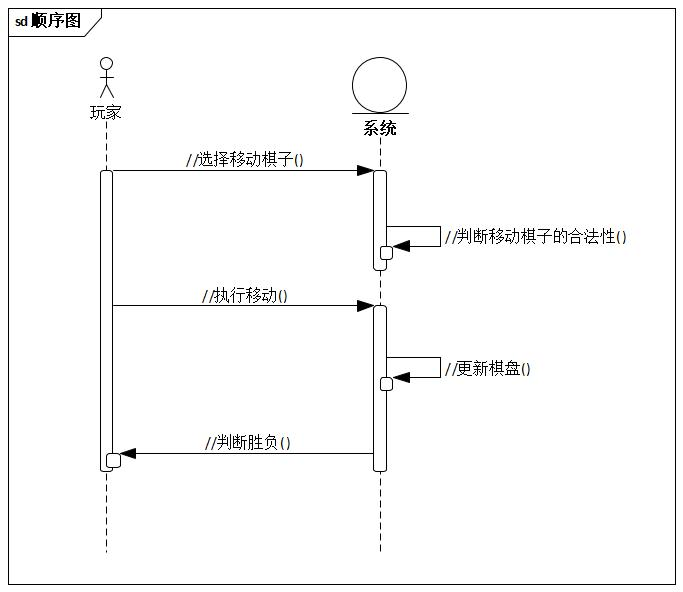 sd 顺序图
玩家
系统
//选择移动棋子()
//判断移动棋子的合法性()
//执行移动()
//更新棋盘()
//判断胜负()